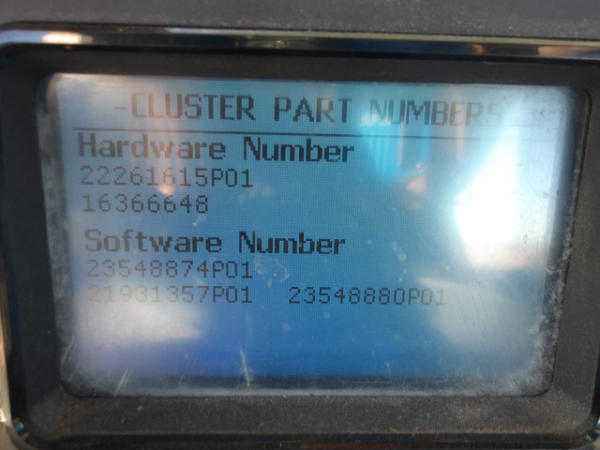 -CLUSTER PART NUMBERS
Hardware Number
22261615P01
16366648
Software Number
23548874P01
21931357P01 23548880P01